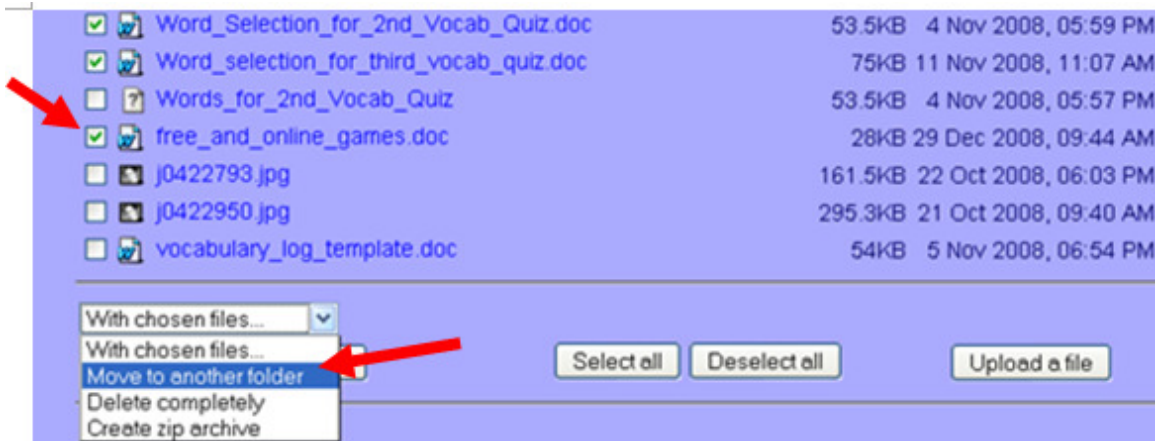 Word_Selection_for_2nd_Vocab_Quiz.doc 53.5KB 4 Nov 2008, 05:59 PM
Word_selection_for_third_vocab_quiz.doc 75KB 11 Nov 2008, 11:07 AM
Words_for_2nd_Vocab_Quiz 53.5KB 4 Nov 2008, 05:57 PM
free_and_online_games.doc 28KB 29 Dec 2008, 09:44 AM
j0422793.jpg 161.5KB 22 Oct 2008, 06:03 PM
j0422950.jpg 295.3KB 21 Oct 2008, 09:40 AM
vocabulary_log_template.doc 54KB 5 Nov 2008, 06:54 PM
With chosen files...
With chosen files...
Move to another folder Select all Deselect all Upload a file
Delete completely
Create zip archive